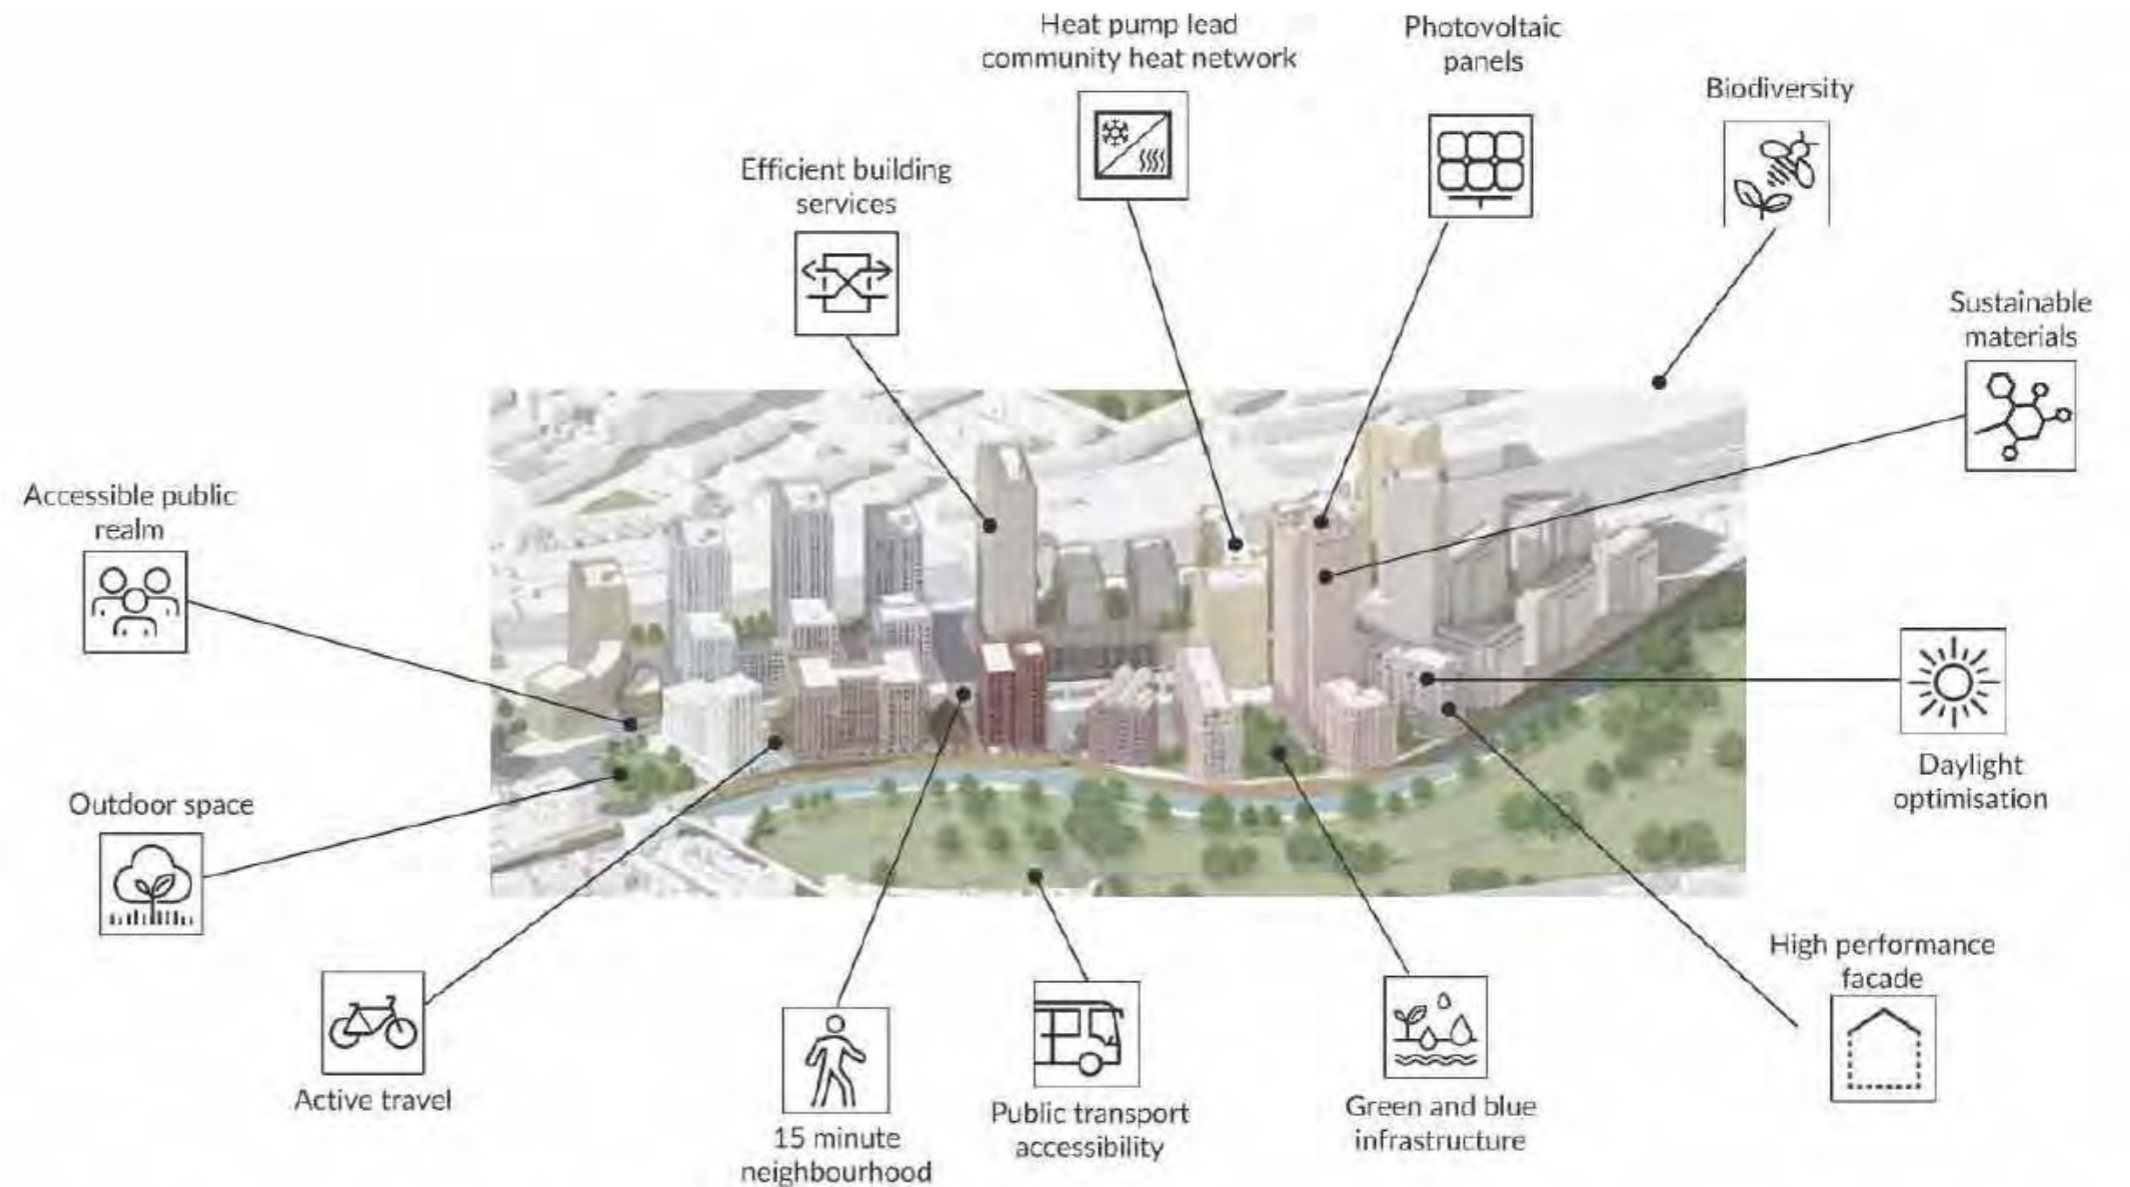 Heat pump lead
community heat network
Photovoltaic
panels
Biodiversity
Efficient building
services
Sustainable
materials
Accessible public
realm
Daylight
optimisation
Outdoor space
High performance
facade
Active travel
15 minute
neighbourhood
Public transport
accessibility
Green and blue
infrastructure